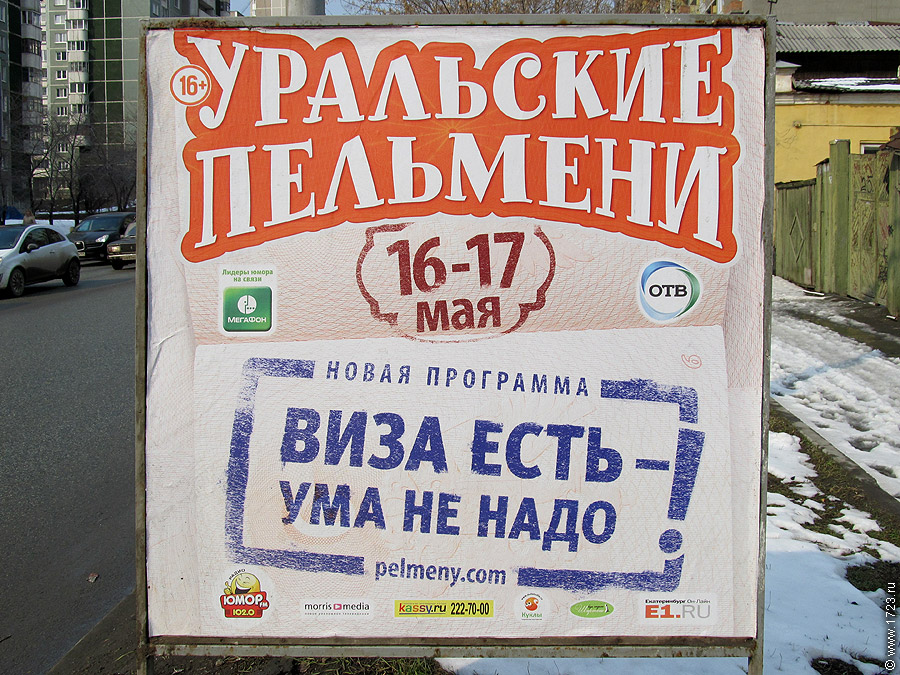 16+
УРАЛЬСКИЕ
ПЕЛЬМЕНИ
16-17
мая
Лидеры юмора
на связи
МЕГАФОН
ОТВ
НОВАЯ ПРОГРАММА
ВИЗА ЕСТЬ –
УМА НЕ НАДО!
pelmeny.com
РАДИО
ЮМОР FM
102.0
morris media
kassy.ru 222-70-00
Куклы
Екатеринбург Он Лайн
E1.RU
© www.1723.ru